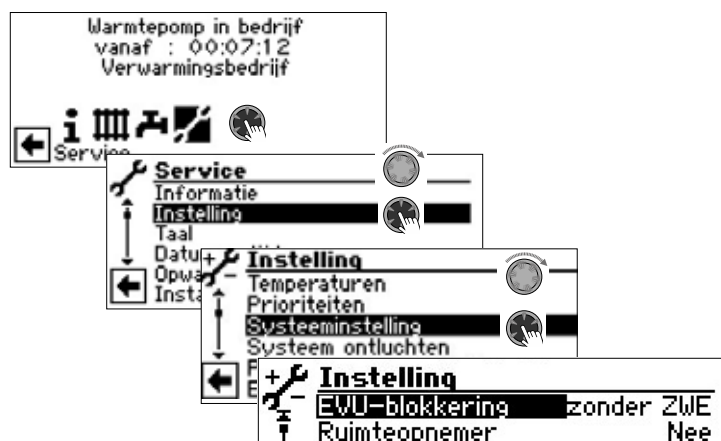 Warmtepomp in bedrijf
vanaf : 00:07:12
Verwarmingsbedrijf
Service
Service
Informatie
Instelling
Taal
Instelling
Temperaturen
Prioriteiten
Systeeminstelling
Systeem ontluchten
Instelling
EVU-blokkering zonder ZWE
Ruimteopnemer Nee